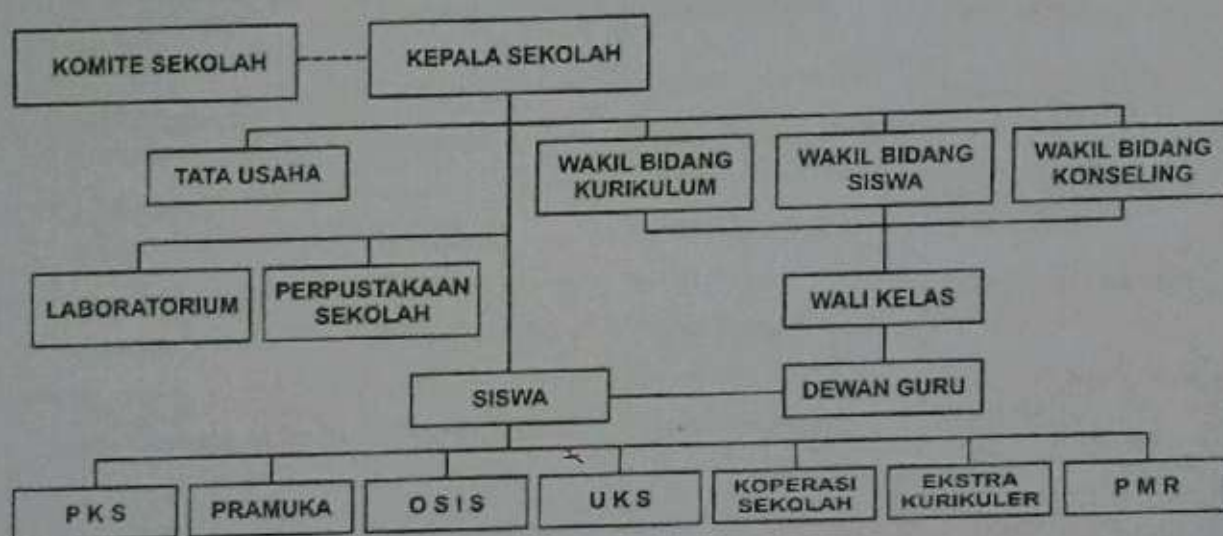 KOMITE SEKOLAH
KEPALA SEKOLAH
TATA USAHA
WAKIL BIDANG
KURIKULUM
WAKIL BIDANG
SISWA
WAKIL BIDANG
KONSELING
LABORATORIUM
PERPUSTAKAAN
SEKOLAH
WALI KELAS
SISWA
DEWAN GURU
P K S
PRAMUKA
O S I S
U K S
KOPERASI
SEKOLAH
EKSTRA
KURIKULER
P M R